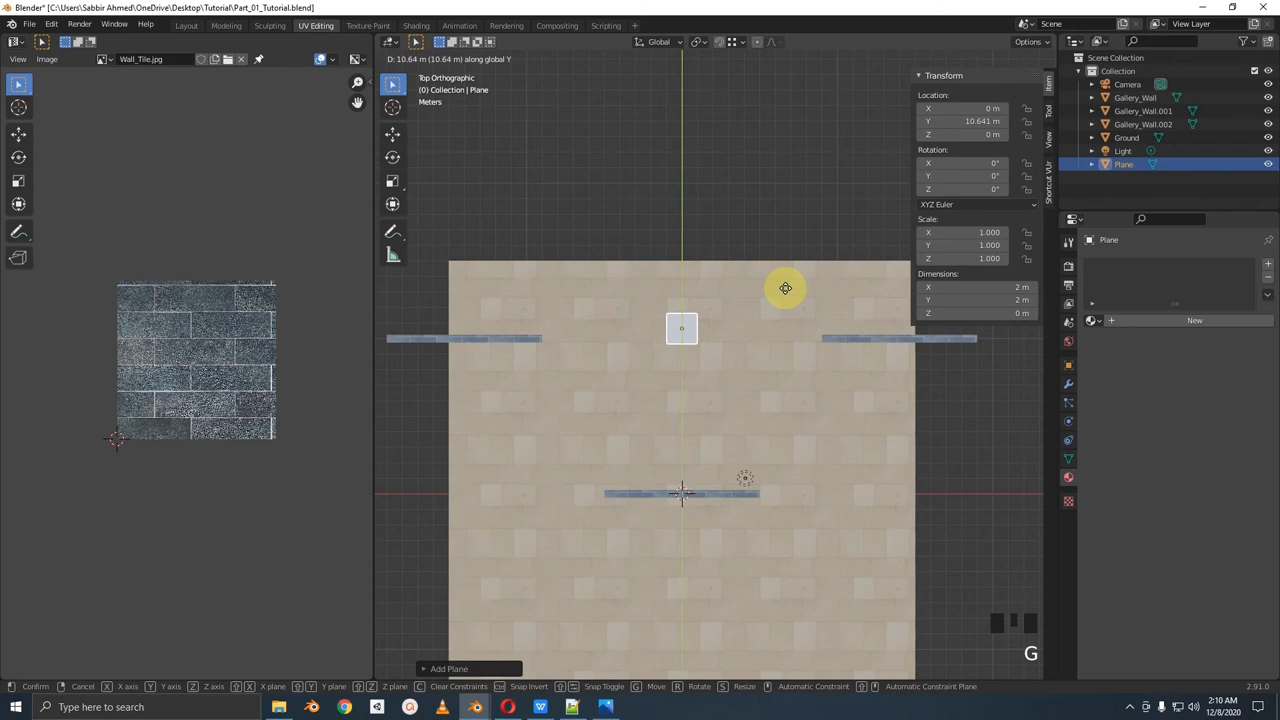 Blender* [C:\Users\Sabbir Ahmed\OneDrive\Desktop\Tutorial\Part_01_Tutorial.blend]
File Edit Render Window Help Layout Modeling Sculpting UV Editing Texture Paint Shading Animation Rendering Compositing Scripting Scene View Layer
Global Options
View Image Wall_Tile.jpg D: 10.64 m (10.64 m) along global Y
Top Orthographic
(0) Collection | Plane
Meters
Transform
Location:
X 0 m
Y 10.641 m
Z 0 m
Rotation:
X 0°
Y 0°
Z 0°
XYZ Euler
Scale:
X 1.000
Y 1.000
Z 1.000
Dimensions:
X 2 m
Y 2 m
Z 0 m
Item
Tool
View
Shortcut VUr
Scene Collection
Collection
Camera
Gallery_Wall
Gallery_Wall.001
Gallery_Wall.002
Ground
Light
Plane
Plane
New
G
Add Plane
Confirm Cancel X X axis Y Y axis Z Z axis X X plane Y Y plane Z Z plane C Clear Constraints Snap Invert Snap Toggle G Move R Rotate S Resize Automatic Constraint Automatic Constraint Plane 2.91.0
Type here to search
2:10 AM
12/8/2020